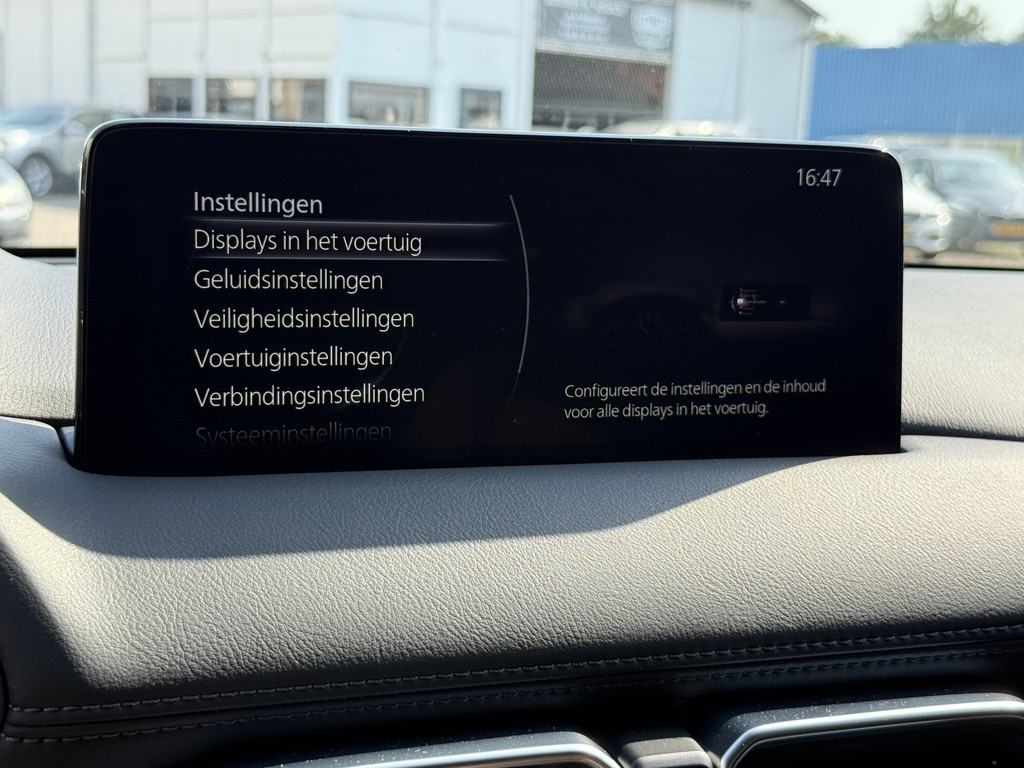 16:47
Instellingen
Displays in het voertuig
Geluidsinstellingen
Veiligheidsinstellingen
Voertuiginstellingen
Verbindingsinstellingen
Systeeminstellingen
Configureert de instellingen en de inhoud
voor alle displays in het voertuig.